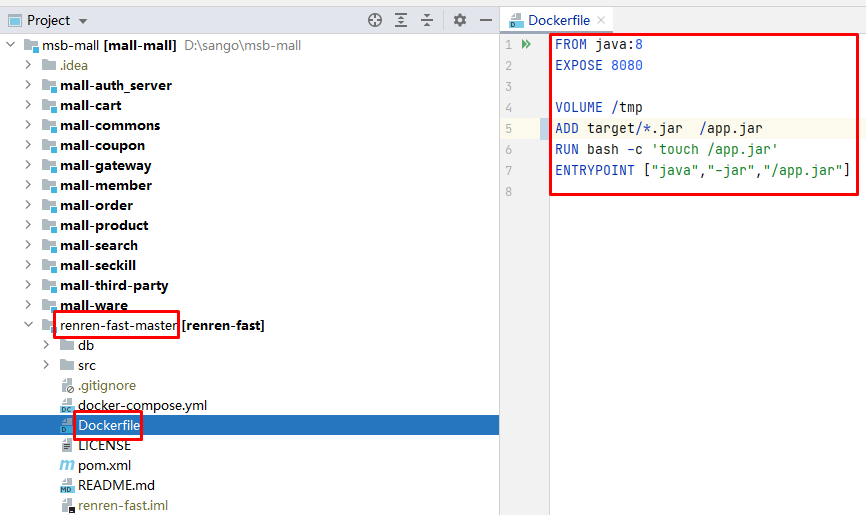 Project
msb-mall [mall-mall] D:\sango\msb-mall
.idea
mall-auth_server
mall-cart
mall-commons
mall-coupon
mall-gateway
mall-member
mall-order
mall-product
mall-search
mall-seckill
mall-third-party
mall-ware
renren-fast-master [renren-fast]
db
src
.gitignore
DC docker-compose.yml
D Dockerfile
LICENSE
m pom.xml
MD README.md
renren-fast.iml
D Dockerfile
1 FROM java:8
2 EXPOSE 8080
3
4 VOLUME /tmp
5 ADD target/*.jar  /app.jar
6 RUN bash -c 'touch /app.jar'
7 ENTRYPOINT ["java","-jar","/app.jar"]
8